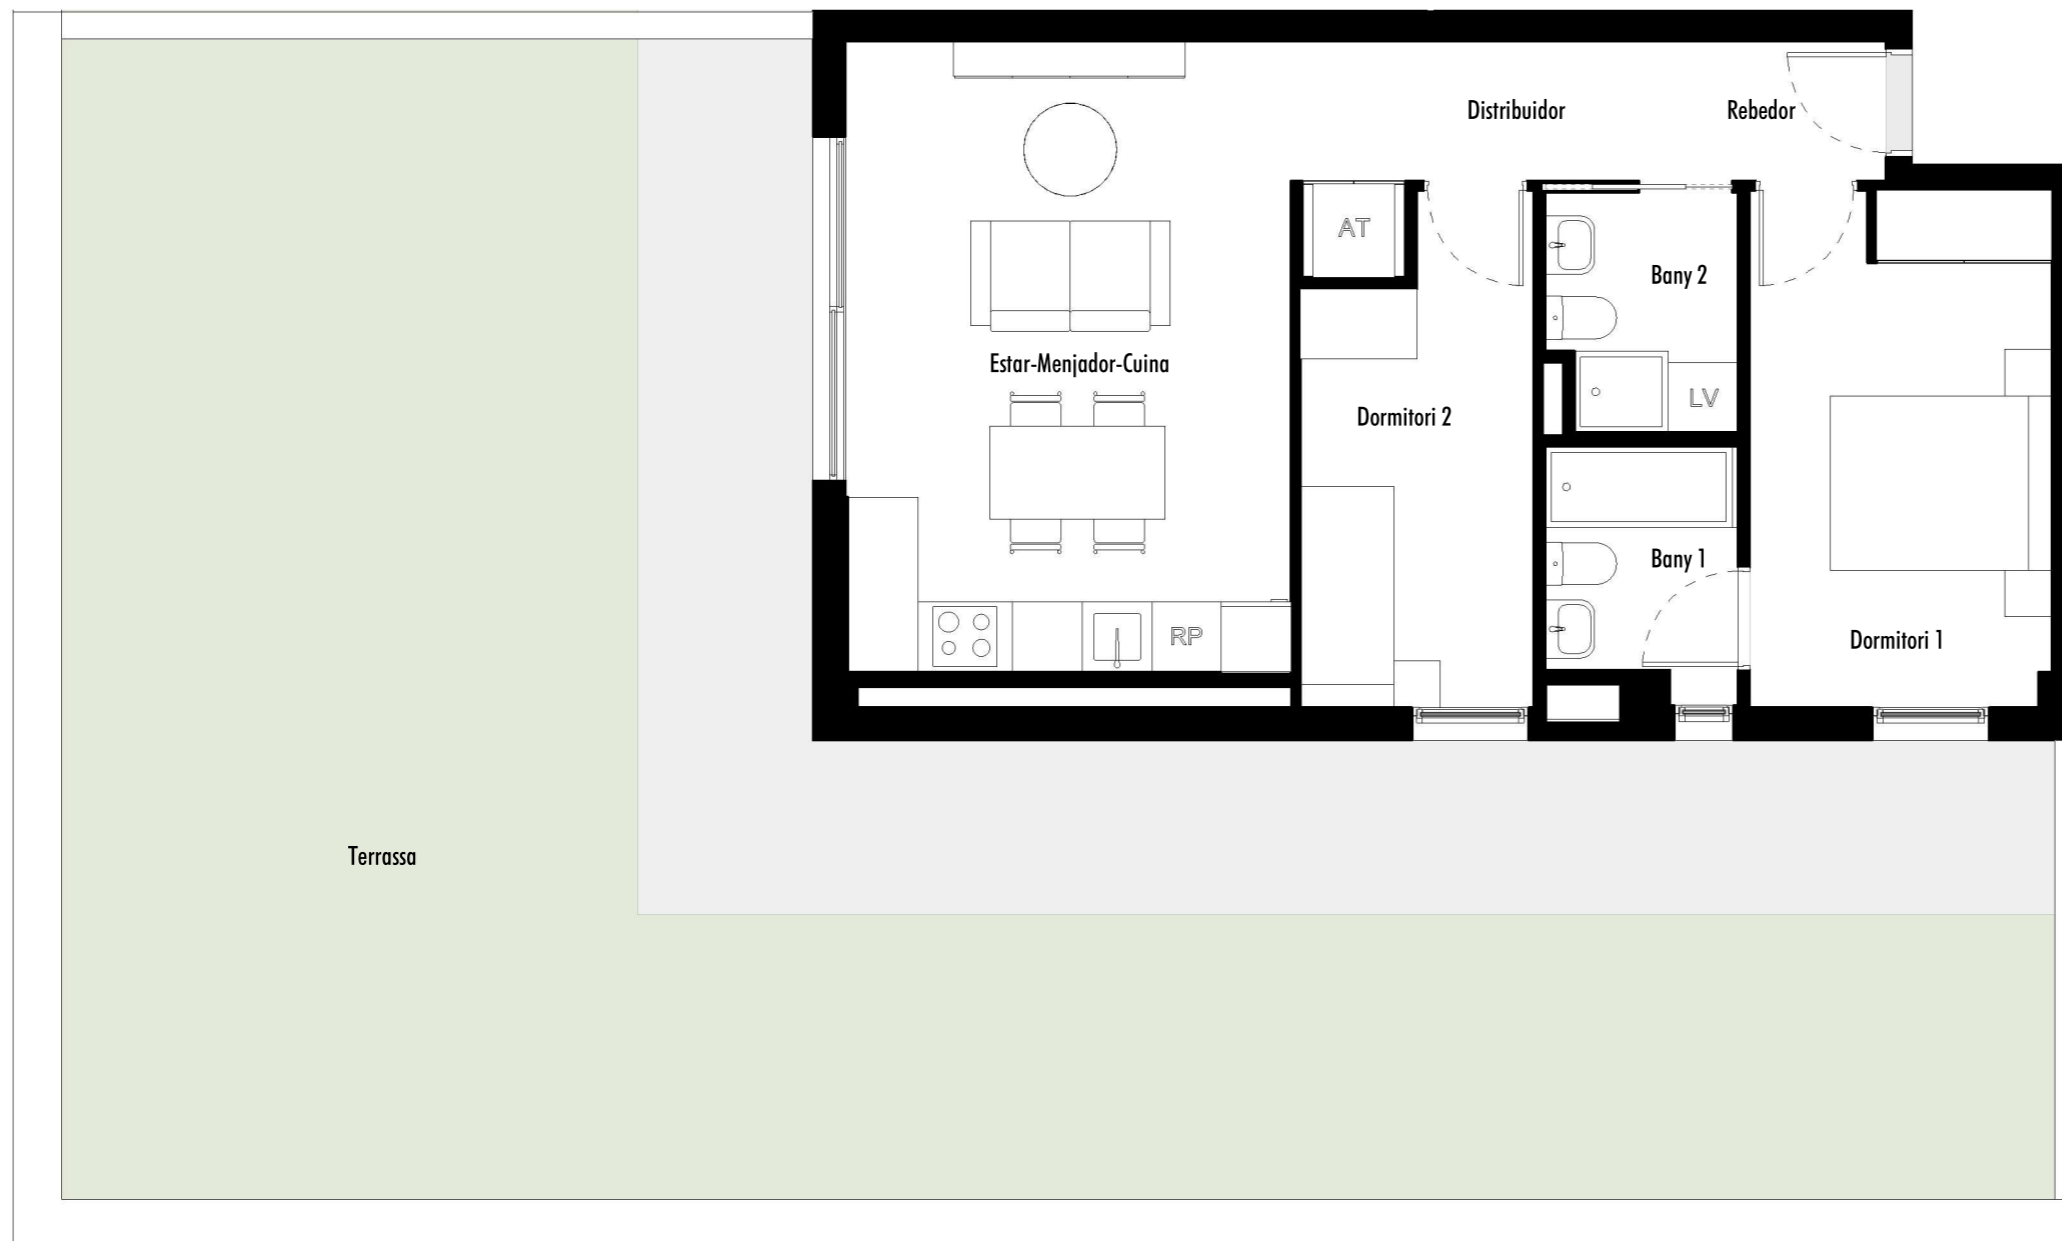 Distribuidor
Rebedor
AT
Bany 2
Estar-Menjador-Cuina
LV
Dormitori 2
Bany 1
RP
Dormitori 1
Terrassa